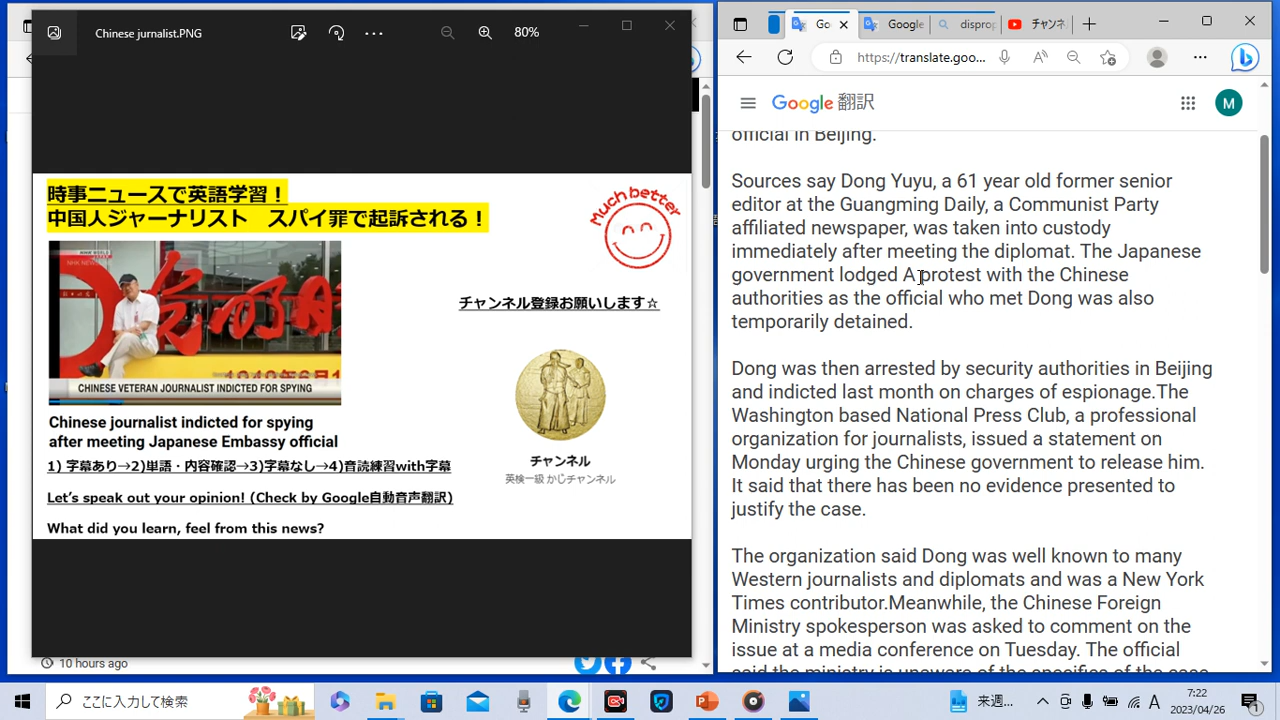 Chinese jurnalist.PNG
80%
時事ニュースで英語学習！
中国人ジャーナリスト　スパイ罪で起訴される！
Much better
NHK WORLD
チャンネル登録お願いします☆
CHINESE VETERAN JOURNALIST INDICTED FOR SPYING
Chinese journalist indicted for spying
after meeting Japanese Embassy official
チャンネル
英検一級 かじチャンネル
1) 字幕あり→2)単語・内容確認→3)字幕なし→4)音読練習with字幕
Let's speak out your opinion! (Check by Google自動音声翻訳)
What did you learn, feel from this news?
10 hours ago
Go
Google
disprop
チャンネ
https://translate.goo...
Google 翻訳
M
official in Beijing.
Sources say Dong Yuyu, a 61 year old former senior
editor at the Guangming Daily, a Communist Party
affiliated newspaper, was taken into custody
immediately after meeting the diplomat. The Japanese
government lodged A protest with the Chinese
authorities as the official who met Dong was also
temporarily detained.
Dong was then arrested by security authorities in Beijing
and indicted last month on charges of espionage.The
Washington based National Press Club, a professional
organization for journalists, issued a statement on
Monday urging the Chinese government to release him.
It said that there has been no evidence presented to
justify the case.
The organization said Dong was well known to many
Western journalists and diplomats and was a New York
Times contributor.Meanwhile, the Chinese Foreign
Ministry spokesperson was asked to comment on the
issue at a media conference on Tuesday. The official
said the ministry is unaware of the specifics of the case
ここに入力して検索
来週...
A
7:22
2023/04/26